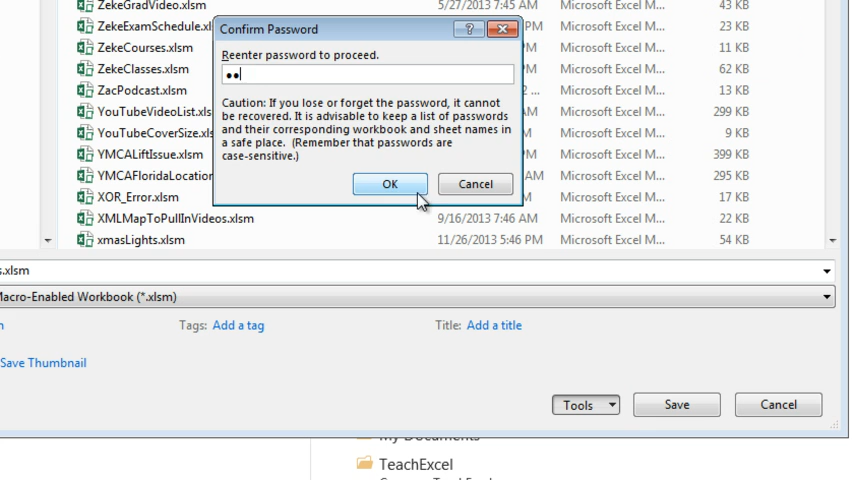 ZekeGradVideo.xlsm 5/27/2013 7:45 AM Microsoft Excel M... 43 KB
Confirm Password
ZekeExamSchedule.xl PM Microsoft Excel M... 23 KB
Reenter password to proceed.
ZekeCourses.xlsm PM Microsoft Excel M... 11 KB
ZekeClasses.xlsm PM Microsoft Excel M... 62 KB
ZacPodcast.xlsm 2 ... Microsoft Excel M... 13 KB
Caution: If you lose or forget the password, it cannot
YouTubeVideoList.xls PM Microsoft Excel M... 299 KB
be recovered. It is advisable to keep a list of passwords
and their corresponding workbook and sheet names in
YouTubeCoverSize.xls PM Microsoft Excel M... 9 KB
a safe place. (Remember that passwords are
case-sensitive.)
YMCALiftIssue.xlsm PM Microsoft Excel M... 399 KB
YMCAFloridaLocation AM Microsoft Excel M... 295 KB
OK Cancel
XOR_Error.xlsm PM Microsoft Excel M... 17 KB
XMLMapToPullInVideos.xlsm 9/16/2013 7:46 AM Microsoft Excel M... 22 KB
xmasLights.xlsm 11/26/2013 5:46 PM Microsoft Excel M... 54 KB
s.xlsm
Macro-Enabled Workbook (*.xlsm)
Tags: Add a tag Title: Add a title
Save Thumbnail
Tools Save Cancel
My Documents
TeachExcel